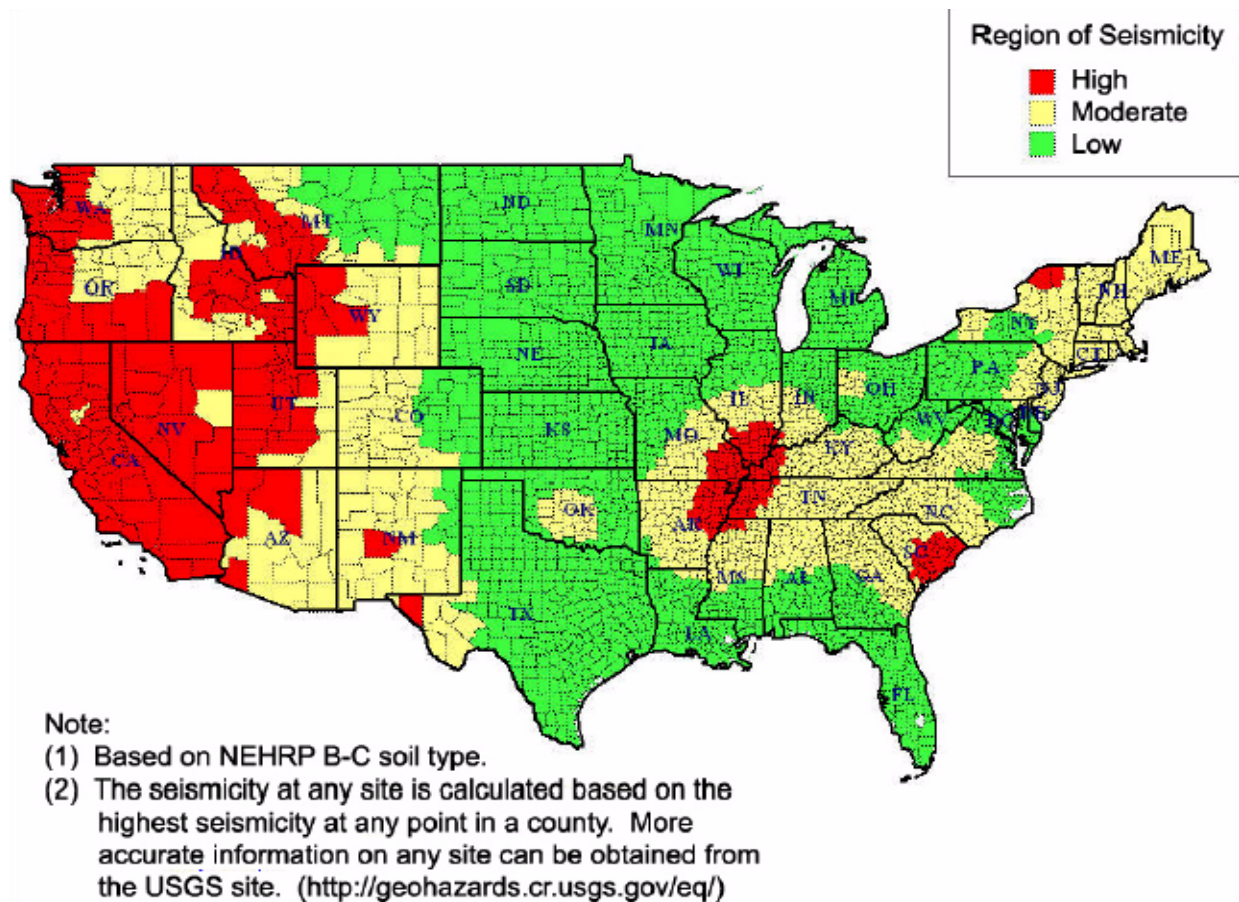 Region of Seismicity
High
Moderate
Low
WA
MT
ND
MN
ME
OR
ID
SD
WI
MI
NH
NY
WY
NE
IA
PA
CT
NJ
NV
UT
CO
KS
MO
IL
IN
OH
WV
KY
CA
AZ
NM
OK
AR
TN
NC
SC
TX
LA
MS
AL
GA
FL
Note:
(1) Based on NEHRP B-C soil type.
(2) The seismicity at any site is calculated based on the
highest seismicity at any point in a county. More
accurate information on any site can be obtained from
the USGS site. (http://geohazards.cr.usgs.gov/eq/)